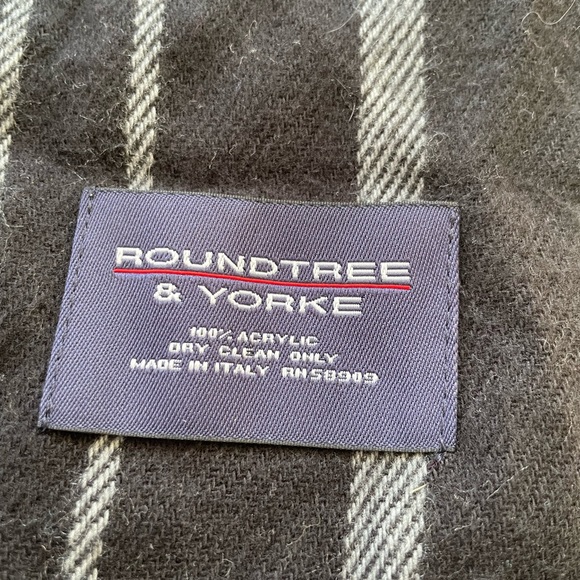 ROUNDTREE
& YORKE
100% ACRYLIC
DRY CLEAN ONLY
MADE IN ITALY RN58909